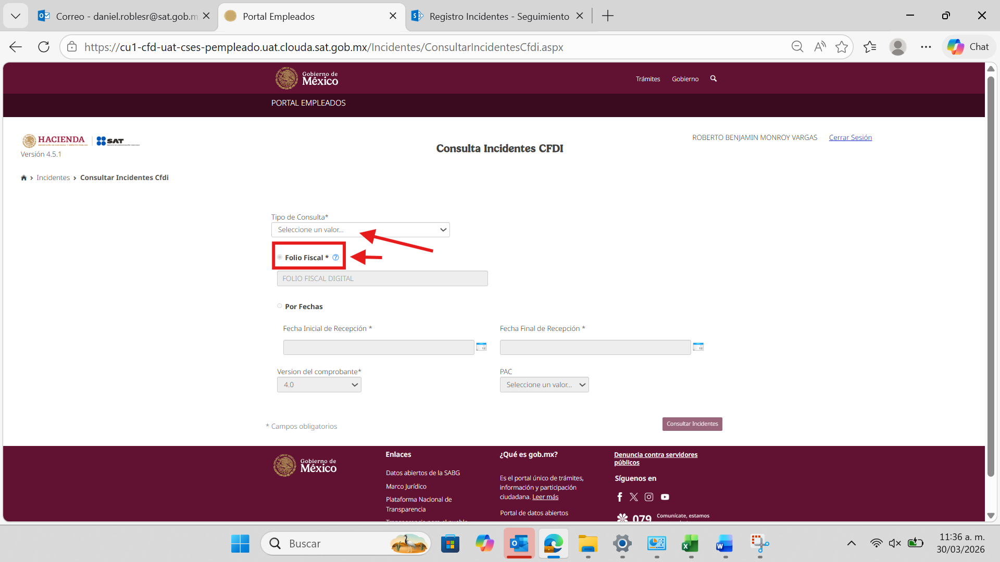 Correo - daniel.roblesr@sat.gob.m
Portal Empleados
Registro Incidentes - Seguimiento
https://cu1-cfd-uat-cses-pempleado.uat.clouda.sat.gob.mx/Incidentes/ConsultarIncidentesCfdi.aspx
Chat
Gobierno de
México
Trámites
Gobierno
PORTAL EMPLEADOS
HACIENDA
SAT
Versión 4.5.1
Consulta Incidentes CFDI
ROBERTO BENJAMIN MONROY VARGAS
Cerrar Sesión
Incidentes
Consultar Incidentes Cfdi
Tipo de Consulta*
Seleccione un valor...
Folio Fiscal *
FOLIO FISCAL DIGITAL
Por Fechas
Fecha Inicial de Recepción *
Fecha Final de Recepción *
Version del comprobante*
PAC
4.0
Seleccione un valor...
* Campos obligatorios
Consultar Incidentes
Gobierno de
México
Enlaces
Datos abiertos de la SABG
Marco Jurídico
Plataforma Nacional de
Transparencia
¿Qué es gob.mx?
Es el portal único de trámites,
información y participación
ciudadana. Leer más
Portal de datos abiertos
Denuncia contra servidores
públicos
Síguenos en
079
Comunícate, estamos
Buscar
11:36 a. m.
30/03/2026